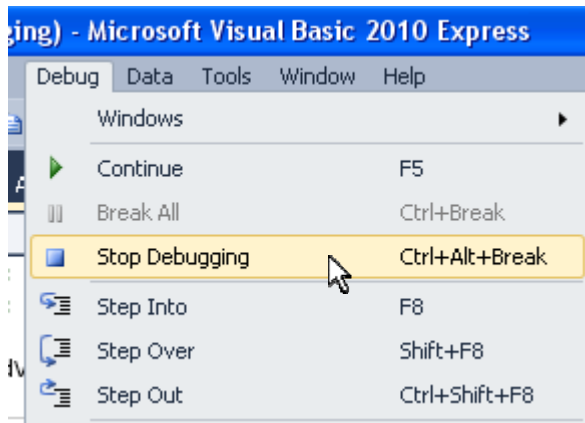 ging) - Microsoft Visual Basic 2010 Express
Debug Data Tools Window Help
Windows
Continue F5
Break All Ctrl+Break
Stop Debugging Ctrl+Alt+Break
Step Into F8
Step Over Shift+F8
Step Out Ctrl+Shift+F8